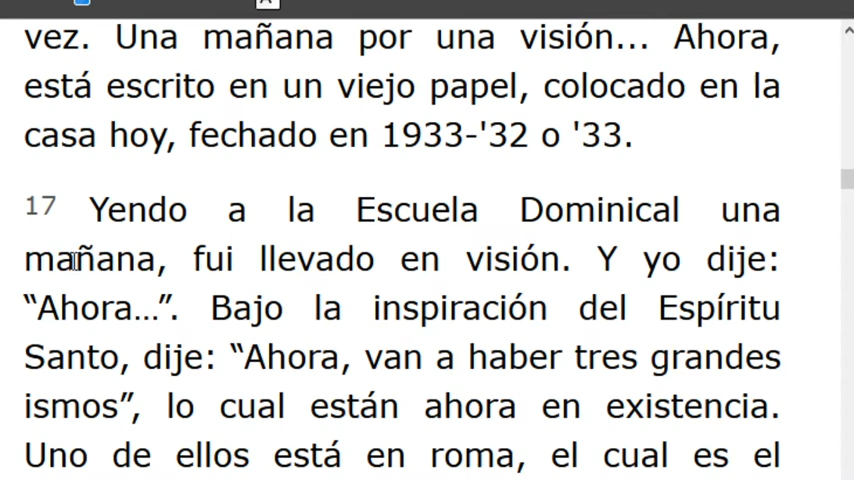 vez. Una mañana por una visión... Ahora,
está escrito en un viejo papel, colocado en la
casa hoy, fechado en 1933-'32 o '33.
17 Yendo a la Escuela Dominical una
mañana, fui llevado en visión. Y yo dije:
“Ahora...”. Bajo la inspiración del Espíritu
Santo, dije: “Ahora, van a haber tres grandes
ismos”, lo cual están ahora en existencia.
Uno de ellos está en roma, el cual es el